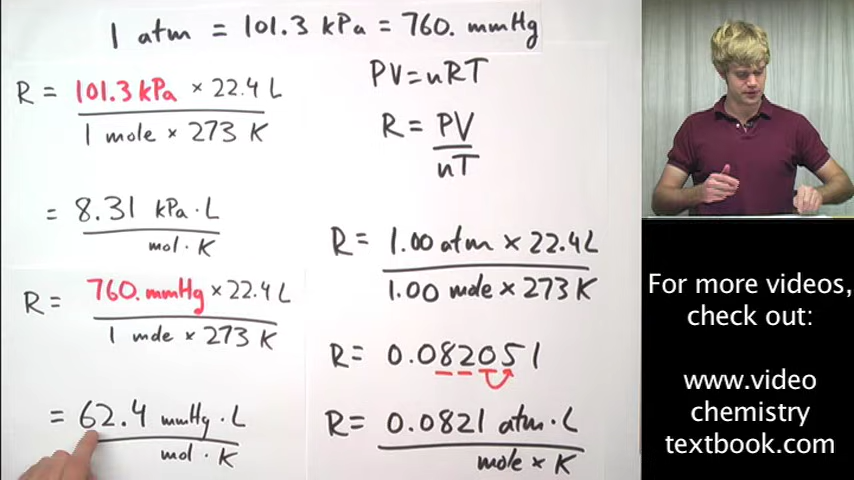 1 atm = 101.3 kPa = 760. mmHg
R = 101.3 kPa × 22.4 L
1 mole × 273 K
= 8.31 kPa · L
mol · K
R = 760. mmHg × 22.4 L
1 mole × 273 K
= 62.4 mmHg · L
mol · K
PV = nRT
R = PV
nT
R = 1.00 atm × 22.4 L
1.00 mole × 273 K
R = 0.082051
R = 0.0821 atm · L
mole × K
For more videos,
check out:
www.video
chemistry
textbook.com